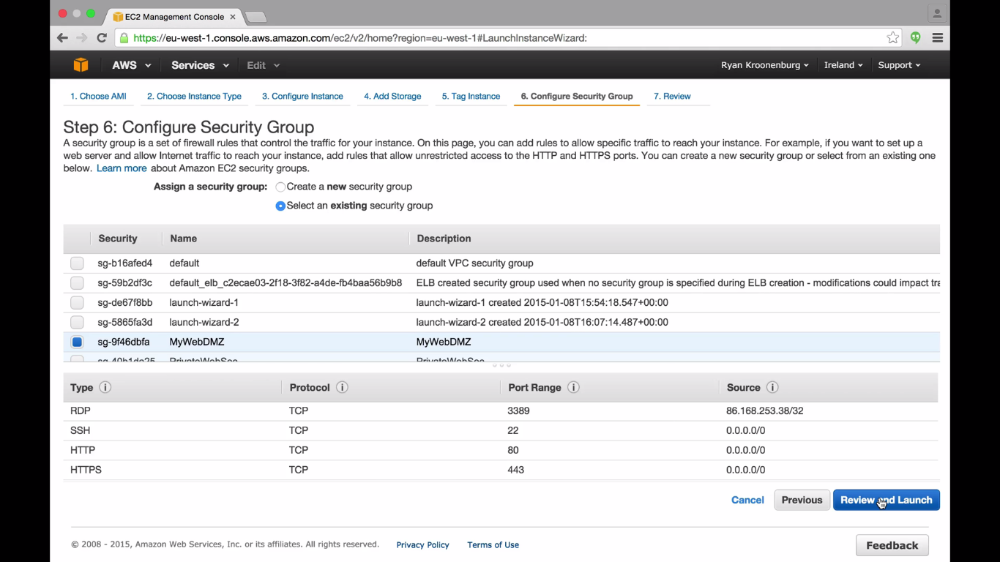 EC2 Management Console
https://eu-west-1.console.aws.amazon.com/ec2/v2/home?region=eu-west-1#LaunchInstanceWizard:
AWS Services Edit Ryan Kroonenburg Ireland Support
1. Choose AMI 2. Choose Instance Type 3. Configure Instance 4. Add Storage 5. Tag Instance 6. Configure Security Group 7. Review
Step 6: Configure Security Group
A security group is a set of firewall rules that control the traffic for your instance. On this page, you can add rules to allow specific traffic to reach your instance. For example, if you want to set up a
web server and allow Internet traffic to reach your instance, add rules that allow unrestricted access to the HTTP and HTTPS ports. You can create a new security group or select from an existing one
below. Learn more about Amazon EC2 security groups.
Assign a security group: Create a new security group
Select an existing security group
Security Name Description
sg-b16afed4 default default VPC security group
sg-59b2df3c default_elb_c2ecae03-2f18-3f82-a4de-fb4baa56b9b8 ELB created security group used when no security group is specified during ELB creation - modifications could impact tra
sg-de67f8bb launch-wizard-1 launch-wizard-1 created 2015-01-08T15:54:18.547+00:00
sg-5865fa3d launch-wizard-2 launch-wizard-2 created 2015-01-08T16:07:14.487+00:00
sg-9f46dbfa MyWebDMZ MyWebDMZ
PrivateWebSec PrivateWebSec
Type Protocol Port Range Source
RDP TCP 3389 86.168.253.38/32
SSH TCP 22 0.0.0.0/0
HTTP TCP 80 0.0.0.0/0
HTTPS TCP 443 0.0.0.0/0
Cancel Previous Review and Launch
© 2008 - 2015, Amazon Web Services, Inc. or its affiliates. All rights reserved. Privacy Policy Terms of Use
Feedback